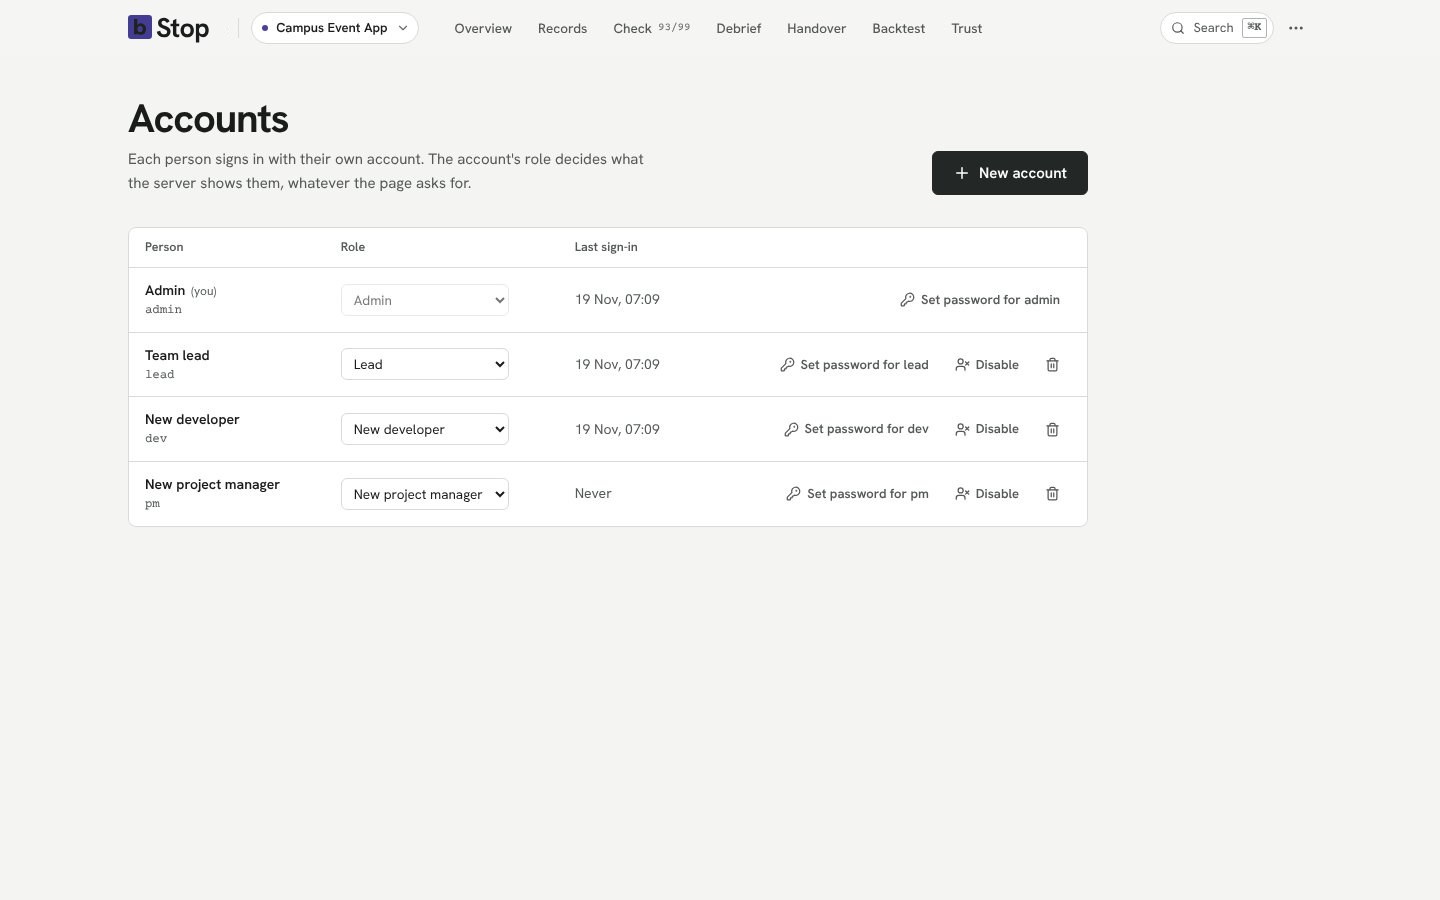 b Stop
Campus Event App
Overview
Records
Check 93/99
Debrief
Handover
Backtest
Trust
Search ⌘K
Accounts
Each person signs in with their own account. The account's role decides what
the server shows them, whatever the page asks for.
New account
Person Role Last sign-in
Admin (you)
admin
Admin
19 Nov, 07:09
Set password for admin
Team lead
lead
Lead
19 Nov, 07:09
Set password for lead
Disable
New developer
dev
New developer
19 Nov, 07:09
Set password for dev
Disable
New project manager
pm
New project manager
Never
Set password for pm
Disable